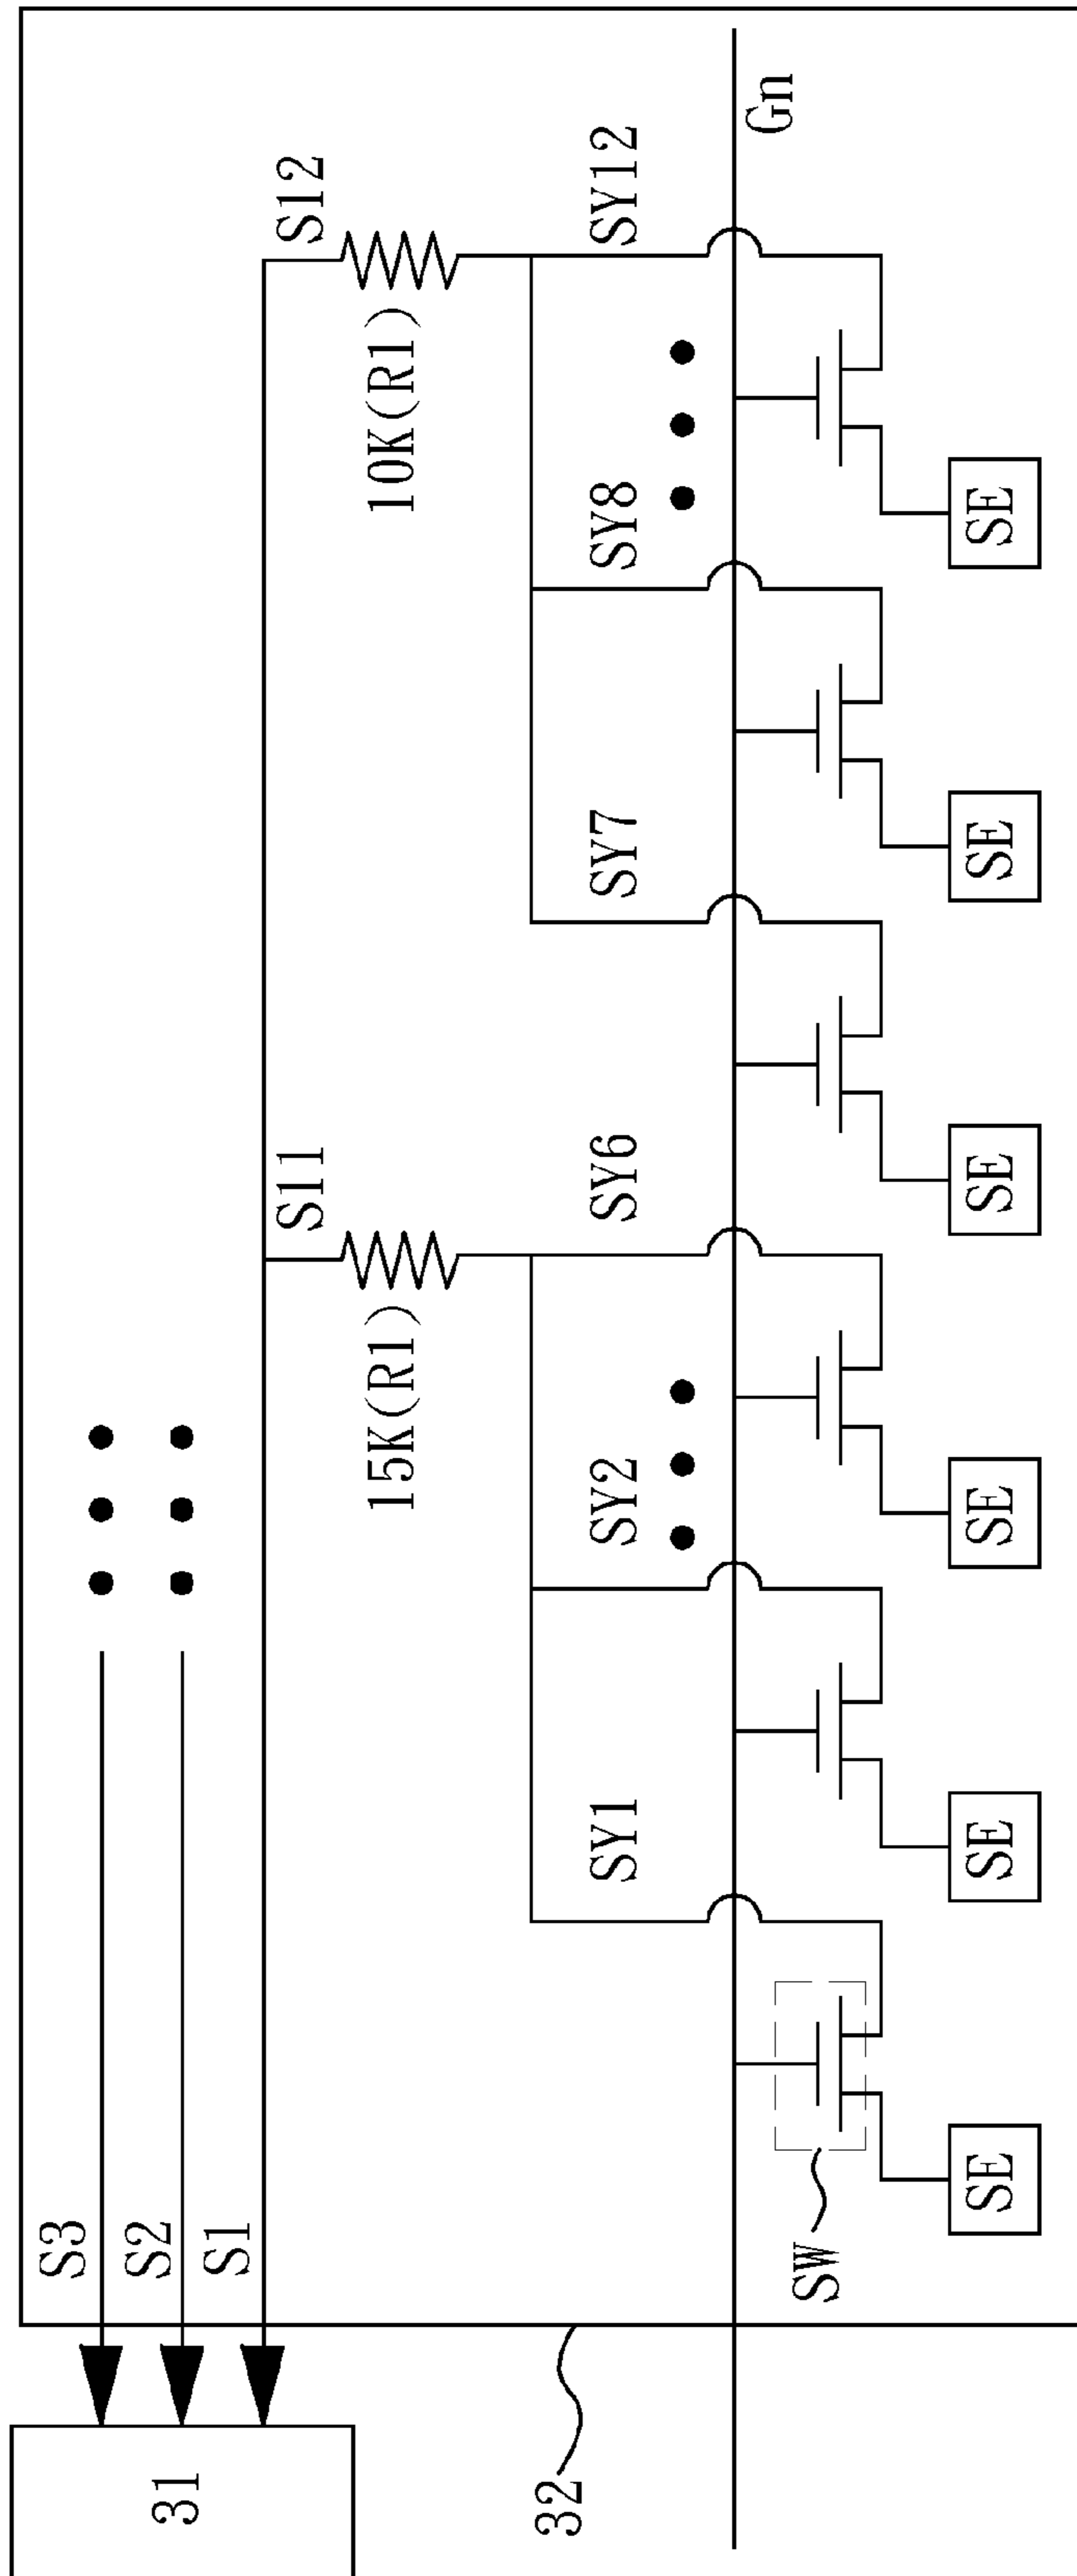 31
S3
S2
S1
S11
S12
15K(R1)
10K(R1)
SY1
SY2
SY6
SY7
SY8
SY12
Gn
SW
SE
SE
SE
SE
SE
SE
32